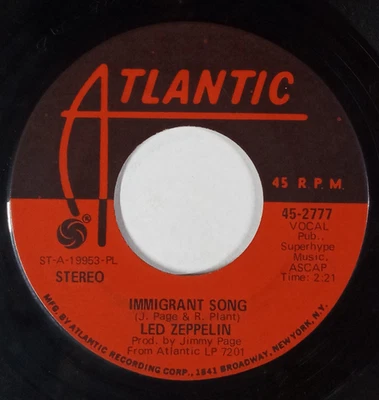 ATLANTIC
45 R.P.M.
45-2777
VOCAL
Pub.,
Superhype
Music,
ASCAP
Time: 2:21
ST-A-19953-PL
STEREO
IMMIGRANT SONG
(J. Page & R. Plant)
LED ZEPPELIN
Prod. by Jimmy Page
From Atlantic LP 7201
MFG. BY ATLANTIC RECORDING CORP., 1841 BROADWAY, NEW YORK, N.Y.